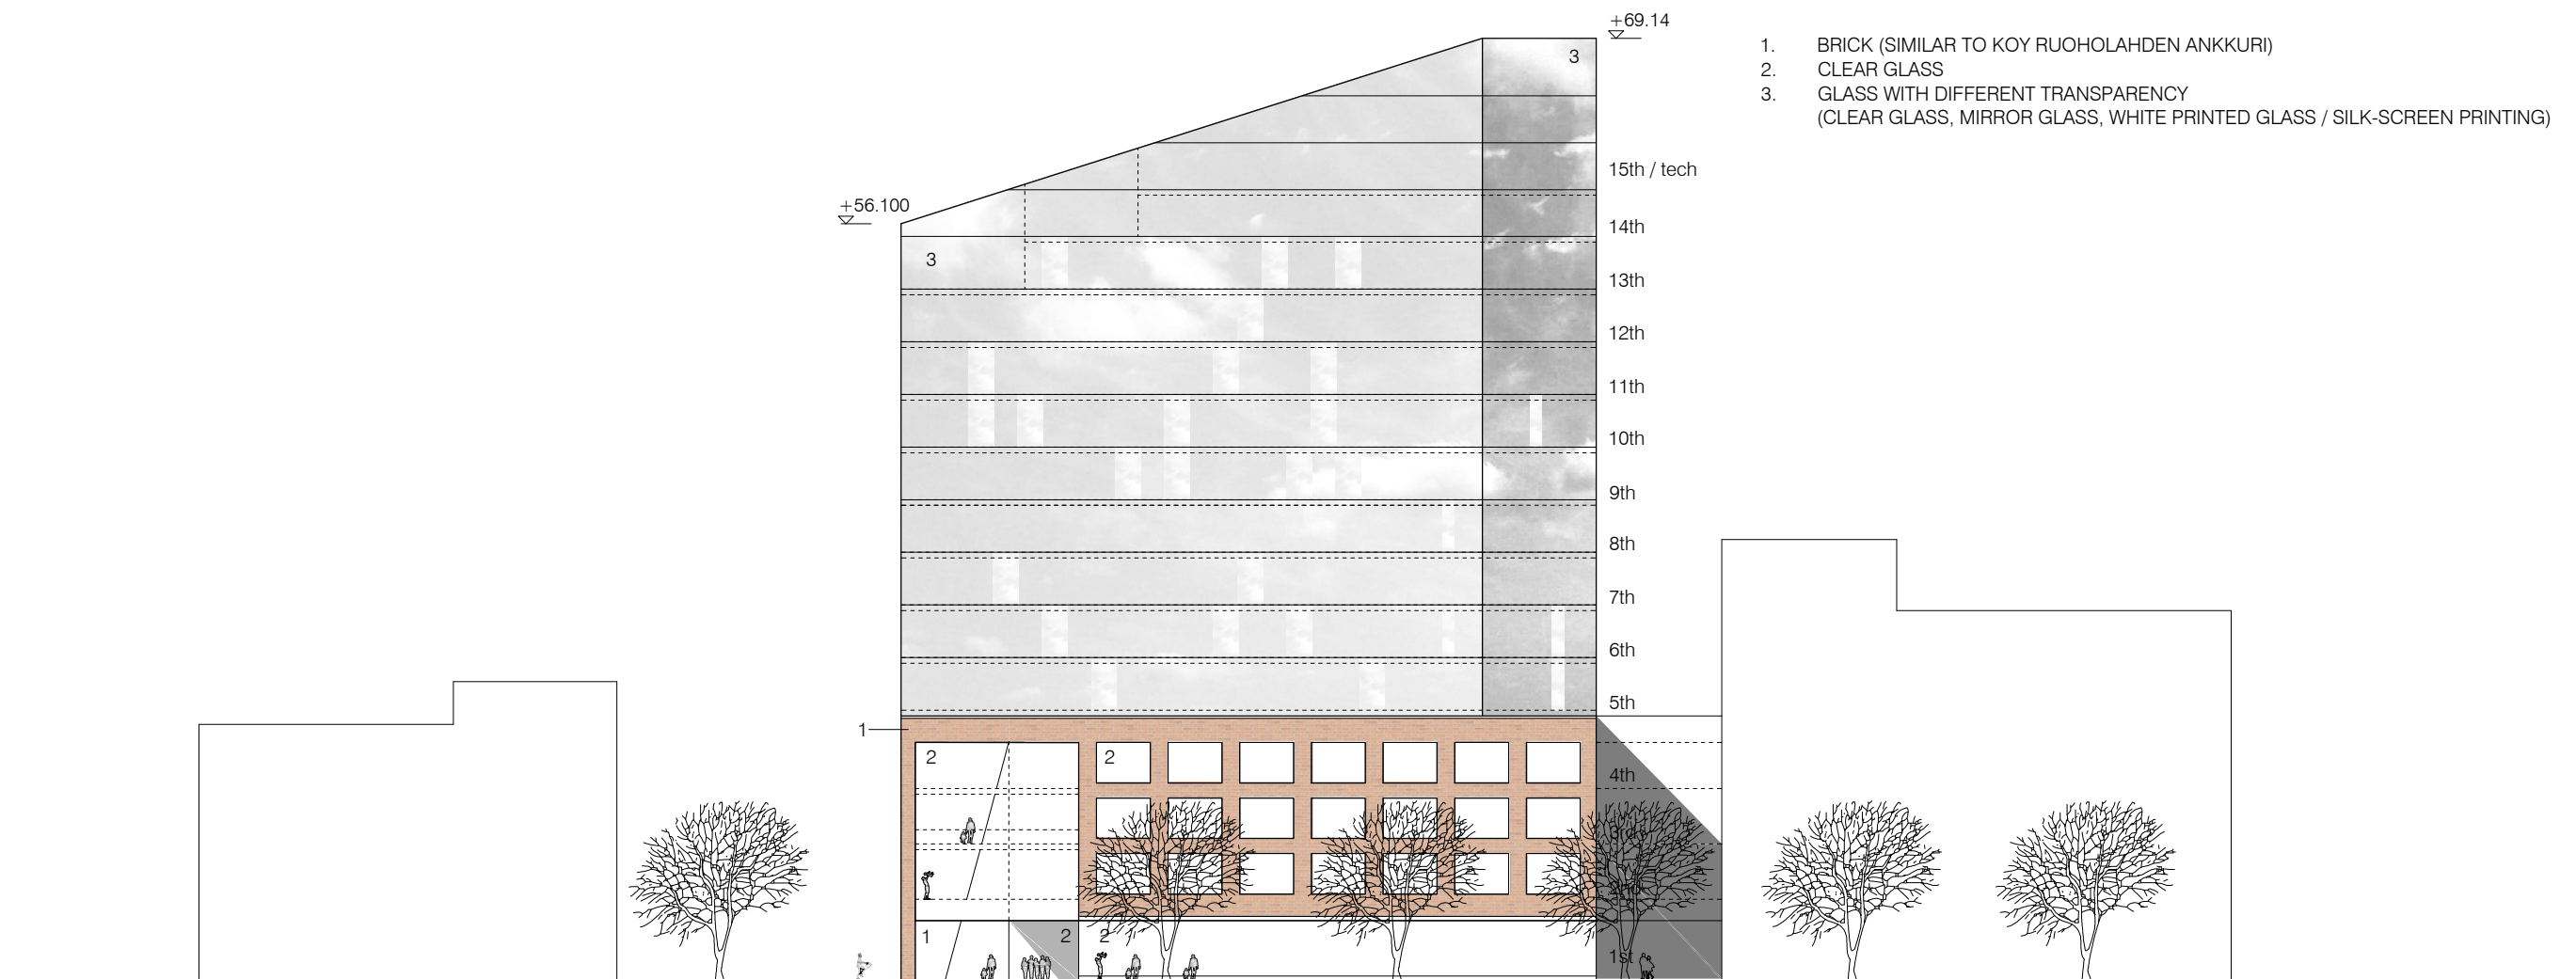 +69.14
1. BRICK (SIMILAR TO KOY RUOHOLAHDEN ANKKURI)
2. CLEAR GLASS
3. GLASS WITH DIFFERENT TRANSPARENCY
(CLEAR GLASS, MIRROR GLASS, WHITE PRINTED GLASS / SILK-SCREEN PRINTING)
3
15th / tech
+56.100
14th
3
13th
12th
11th
10th
9th
8th
7th
6th
5th
1
2
2
4th
3rd
2nd
1
2
2
1st